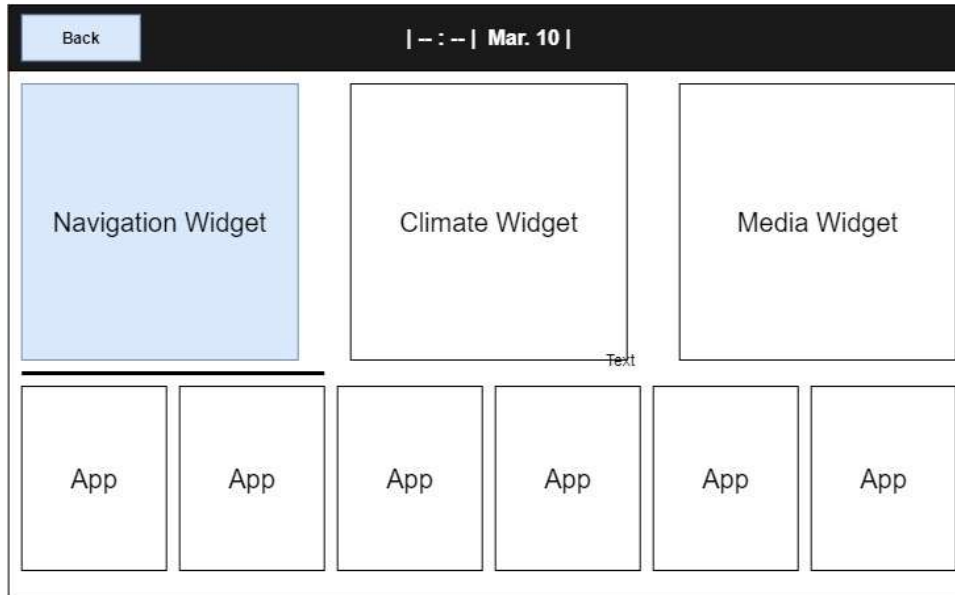 Back
| -- : -- | Mar. 10 |
Navigation Widget
Climate Widget
Media Widget
Text
App
App
App
App
App
App